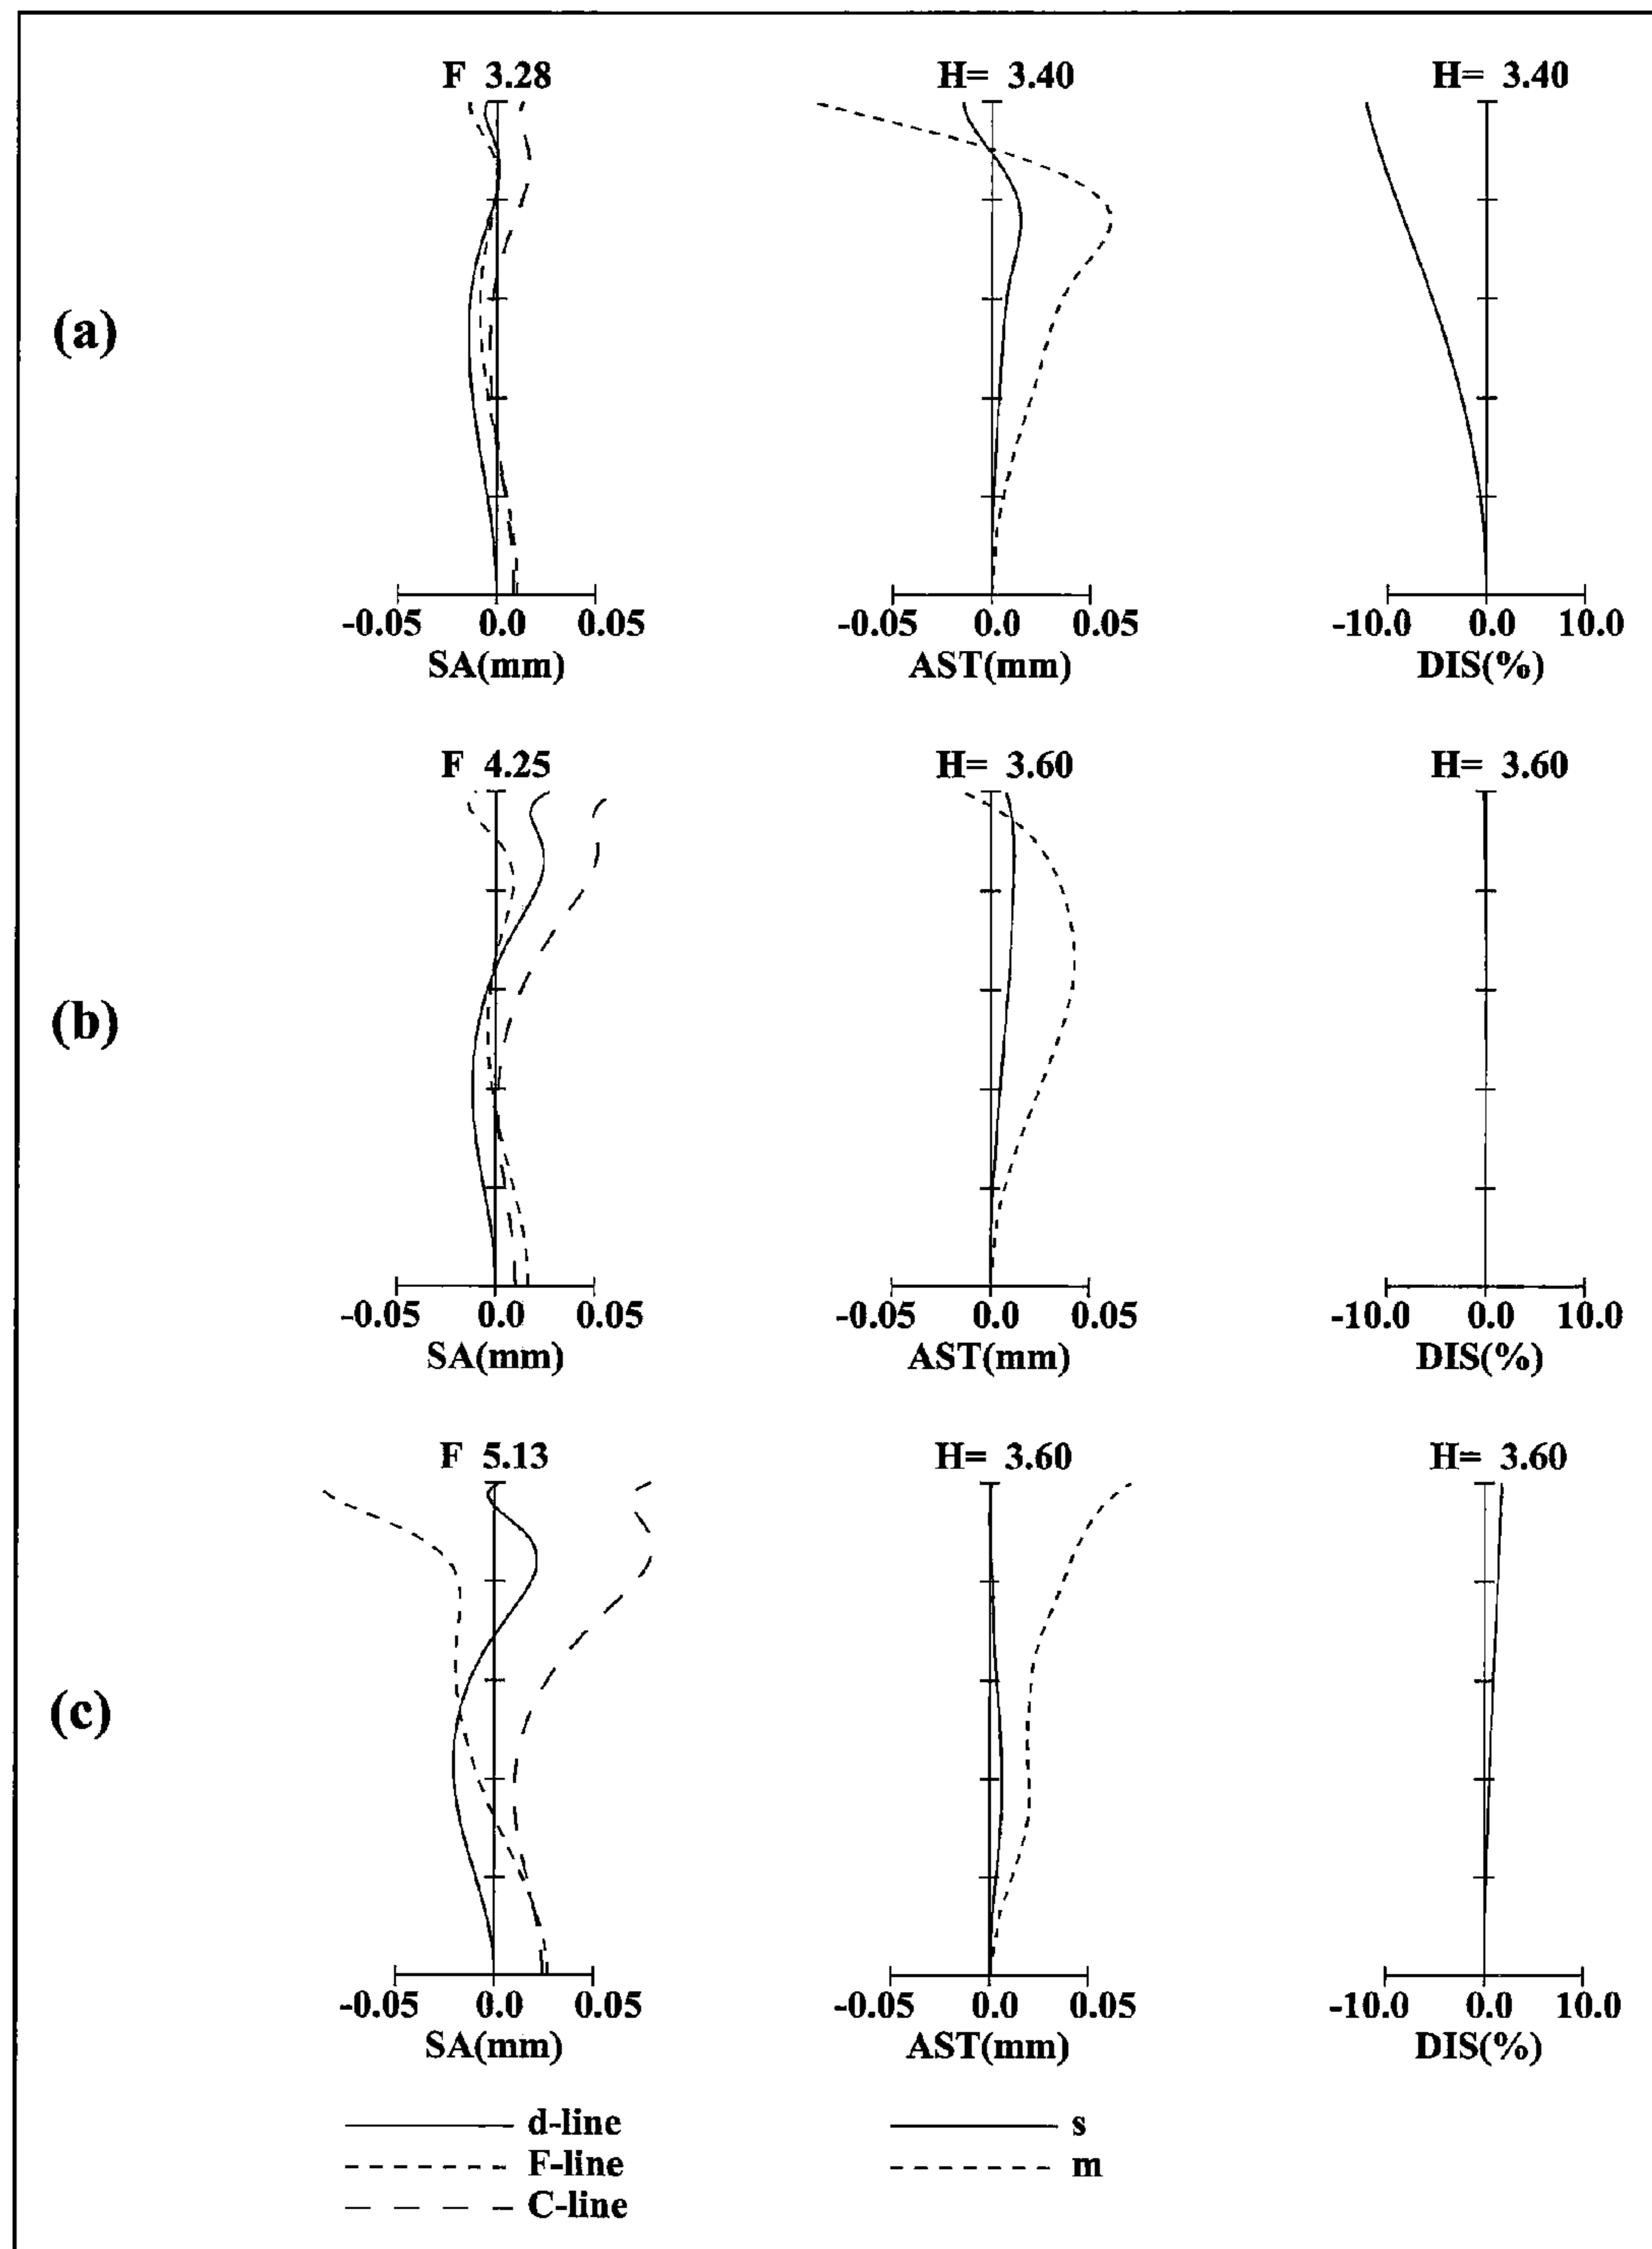 F 3.28 H= 3.40 H= 3.40
(a)
-0.05 0.0 0.05 -0.05 0.0 0.05 -10.0 0.0 10.0
SA(mm) AST(mm) DIS(%)
F 4.25 H= 3.60 H= 3.60
(b)
-0.05 0.0 0.05 -0.05 0.0 0.05 -10.0 0.0 10.0
SA(mm) AST(mm) DIS(%)
F 5.13 H= 3.60 H= 3.60
(c)
-0.05 0.0 0.05 -0.05 0.0 0.05 -10.0 0.0 10.0
SA(mm) AST(mm) DIS(%)
d-line s
F-line m
C-line